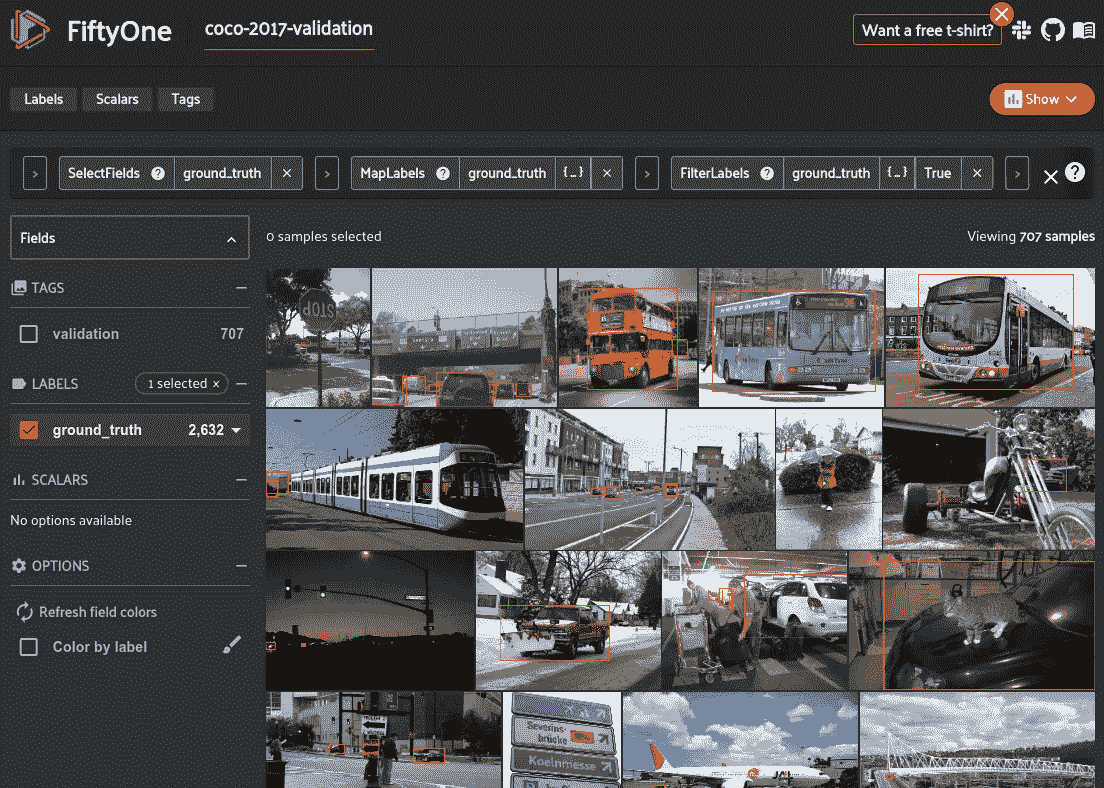 FiftyOne
coco-2017-validation
Want a free t-shirt?
Labels Scalars Tags
Show
SelectFields ? ground_truth × MapLabels ? ground_truth {...} × FilterLabels ? ground_truth {...} True × × ?
Fields
0 samples selected
Viewing 707 samples
TAGS
validation 707
LABELS 1 selected ×
ground_truth 2,632
SCALARS
No options available
OPTIONS
Refresh field colors
Color by label
Koelnmesse
JAL